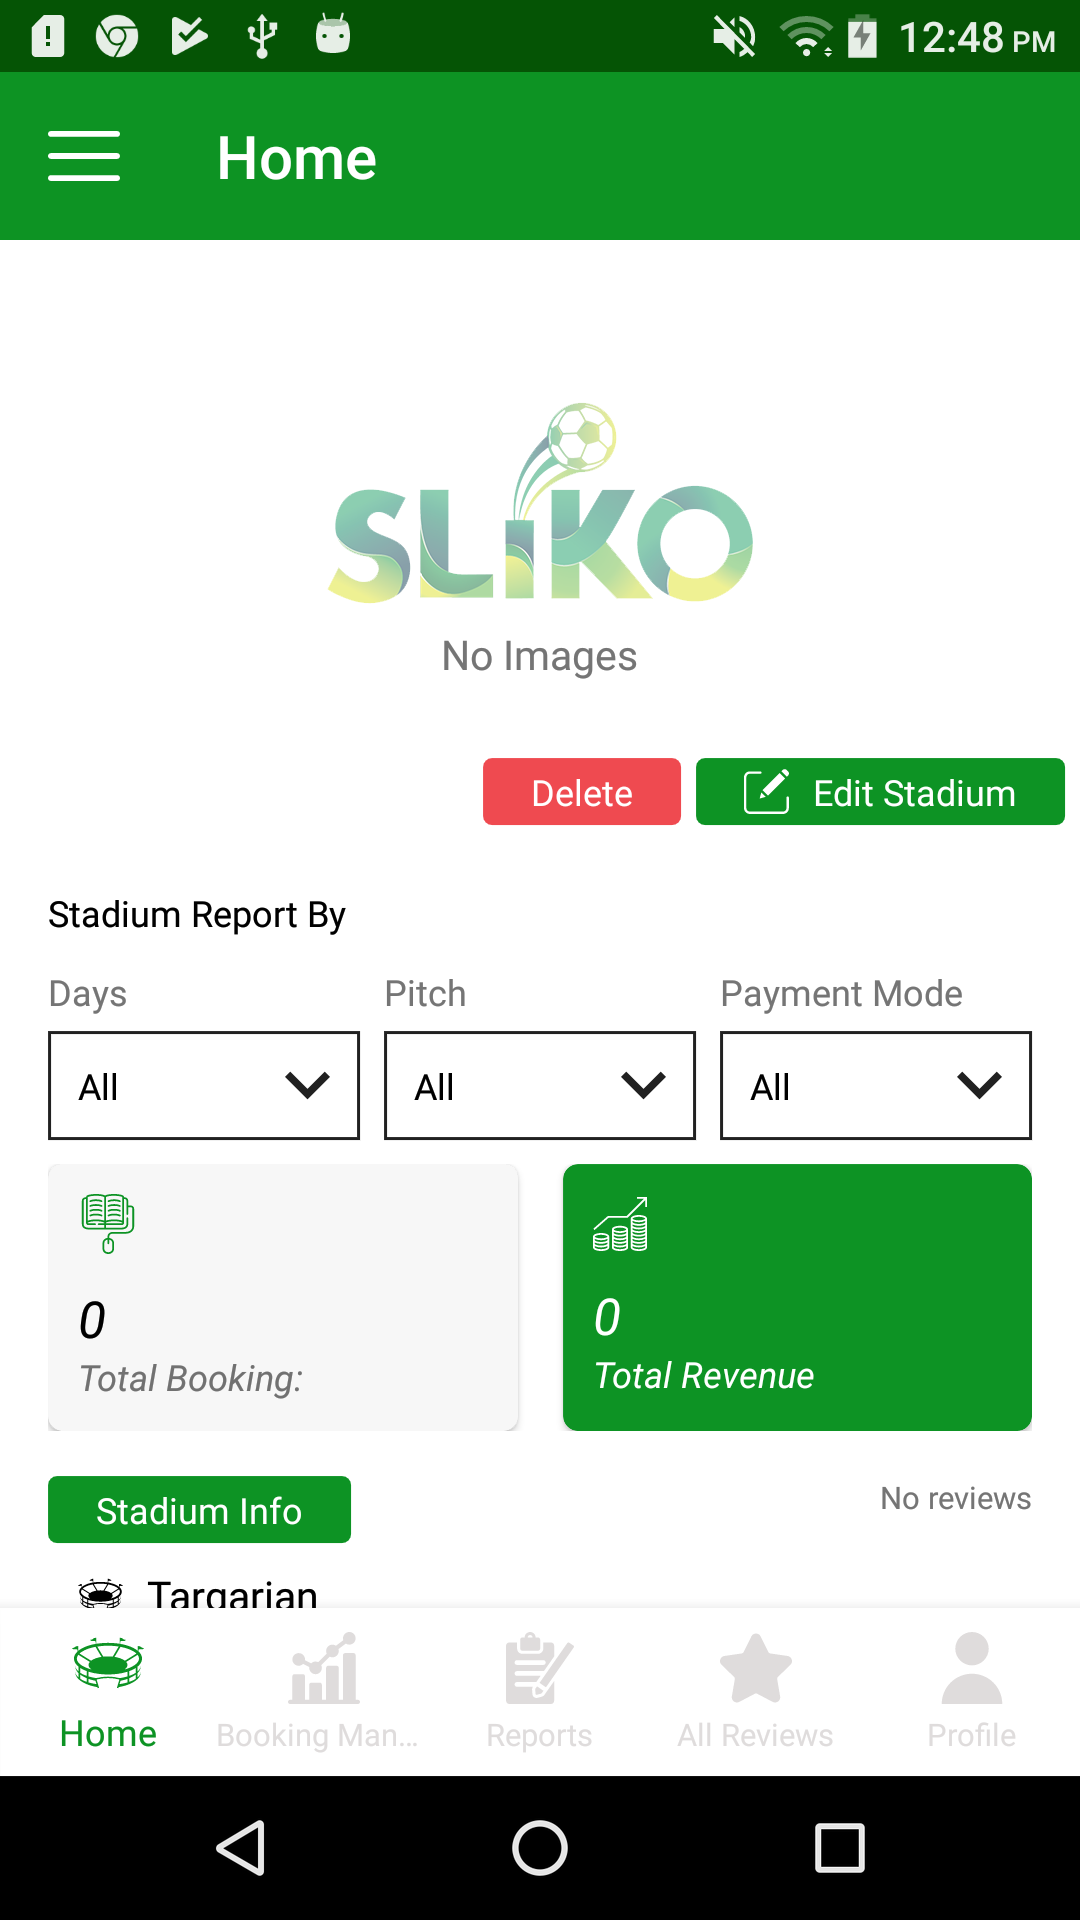 12:48 PM
Home
SLIKO
No Images
Delete
Edit Stadium
Stadium Report By
Days
Pitch
Payment Mode
All
All
All
0
Total Booking:
0
Total Revenue
Stadium Info
No reviews
Targarian
Home
Booking Man...
Reports
All Reviews
Profile